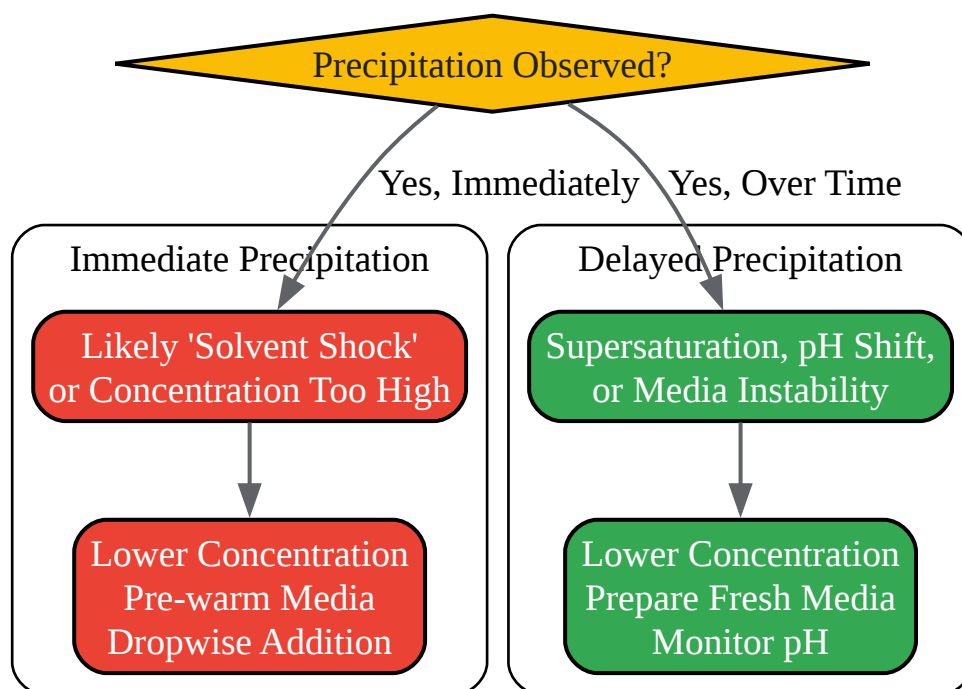 Precipitation Observed?
Yes, Immediately
Yes, Over Time
Immediate Precipitation
Likely 'Solvent Shock'
or Concentration Too High
Lower Concentration
Pre-warm Media
Dropwise Addition
Delayed Precipitation
Supersaturation, pH Shift,
or Media Instability
Lower Concentration
Prepare Fresh Media
Monitor pH